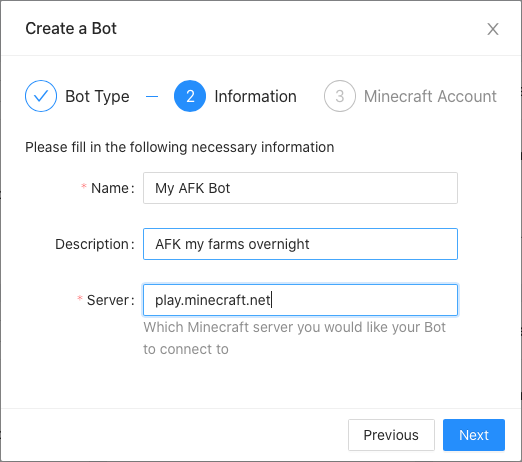 Create a Bot
Bot Type
2 Information
3 Minecraft Account
Please fill in the following necessary information
* Name: My AFK Bot
Description: AFK my farms overnight
* Server: play.minecraft.net
Which Minecraft server you would like your Bot
to connect to
Previous Next